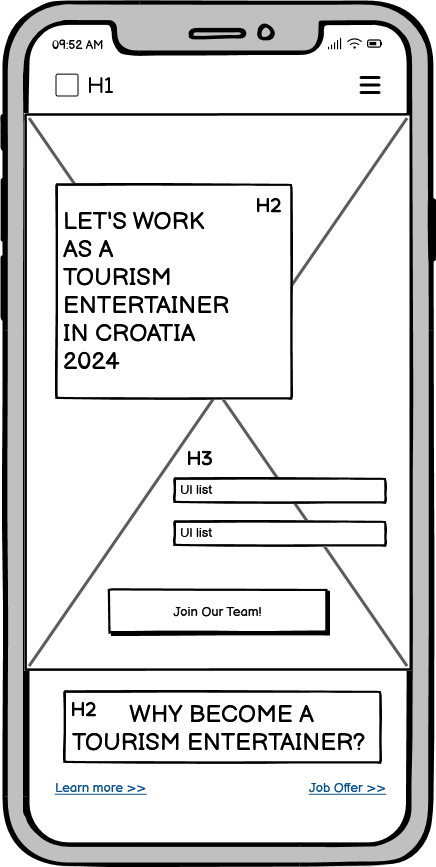 09:52 AM
H1
H2
LET'S WORK
AS A
TOURISM
ENTERTAINER
IN CROATIA
2024
H3
UI list
UI list
Join Our Team!
H2 WHY BECOME A
TOURISM ENTERTAINER?
Learn more >> Job Offer >>